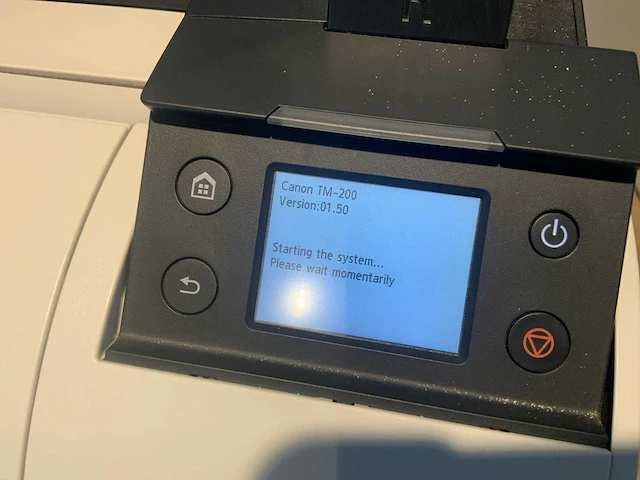 Canon TM-200
Version:01.50
Starting the system...
Please wait momentarily